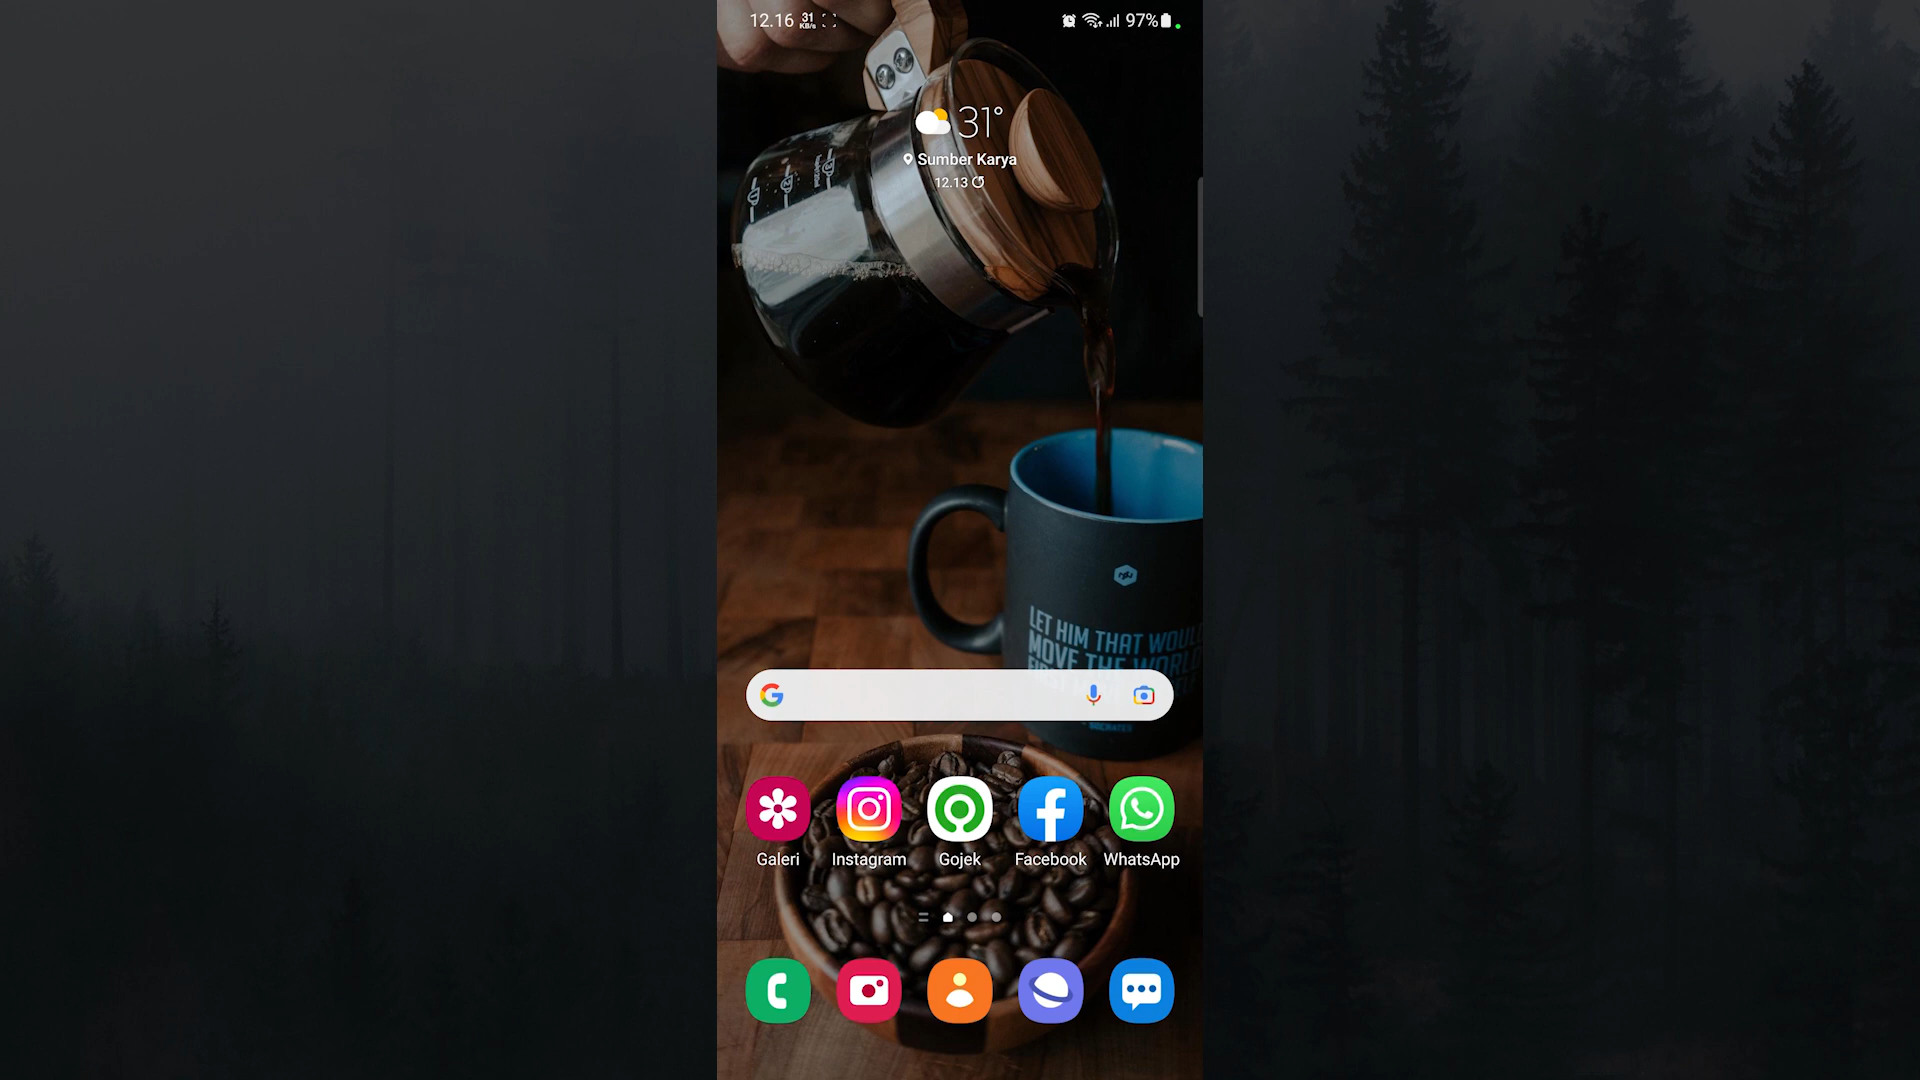 12.16 31 KB/s 97%
31°
Sumber Karya
12.13
LET HIM THAT WOULD
MOVE THE WORLD
SOCRATES
G
Galeri Instagram Gojek Facebook WhatsApp